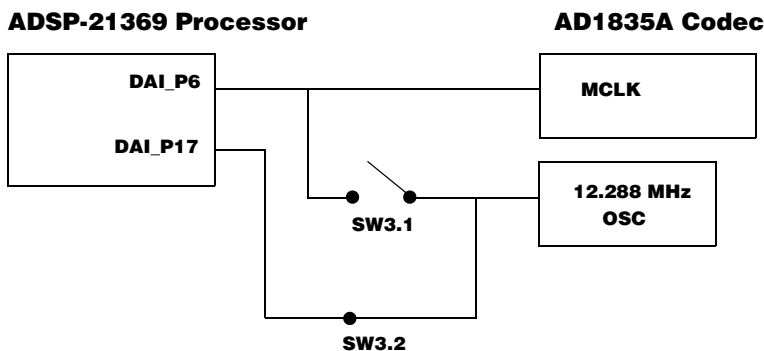 ADSP-21369 Processor
AD1835A Codec
DAI_P6
MCLK
DAI_P17
12.288 MHz
OSC
SW3.1
SW3.2